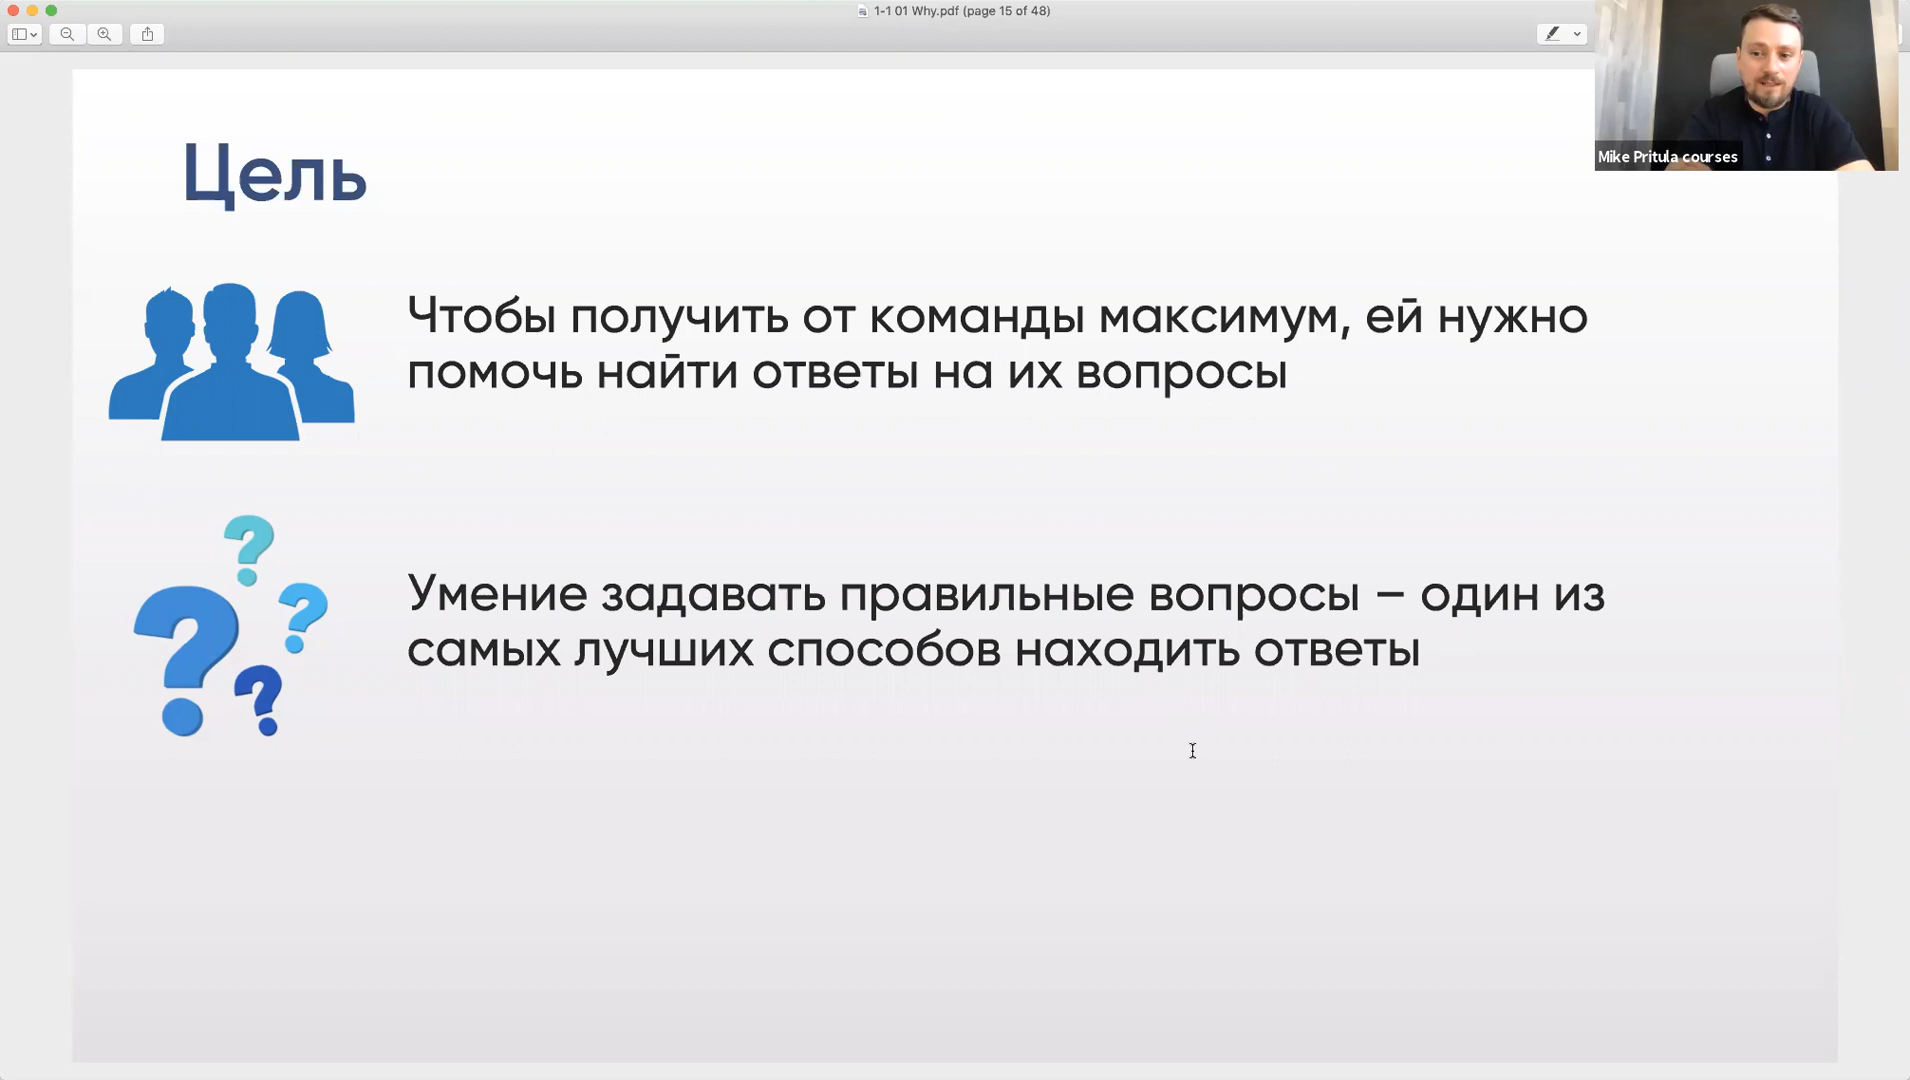 1-1 01 Why.pdf (page 15 of 48)
Mike Pritula courses
Цель
Чтобы получить от команды максимум, ей нужно
помочь найти ответы на их вопросы
Умение задавать правильные вопросы – один из
самых лучших способов находить ответы